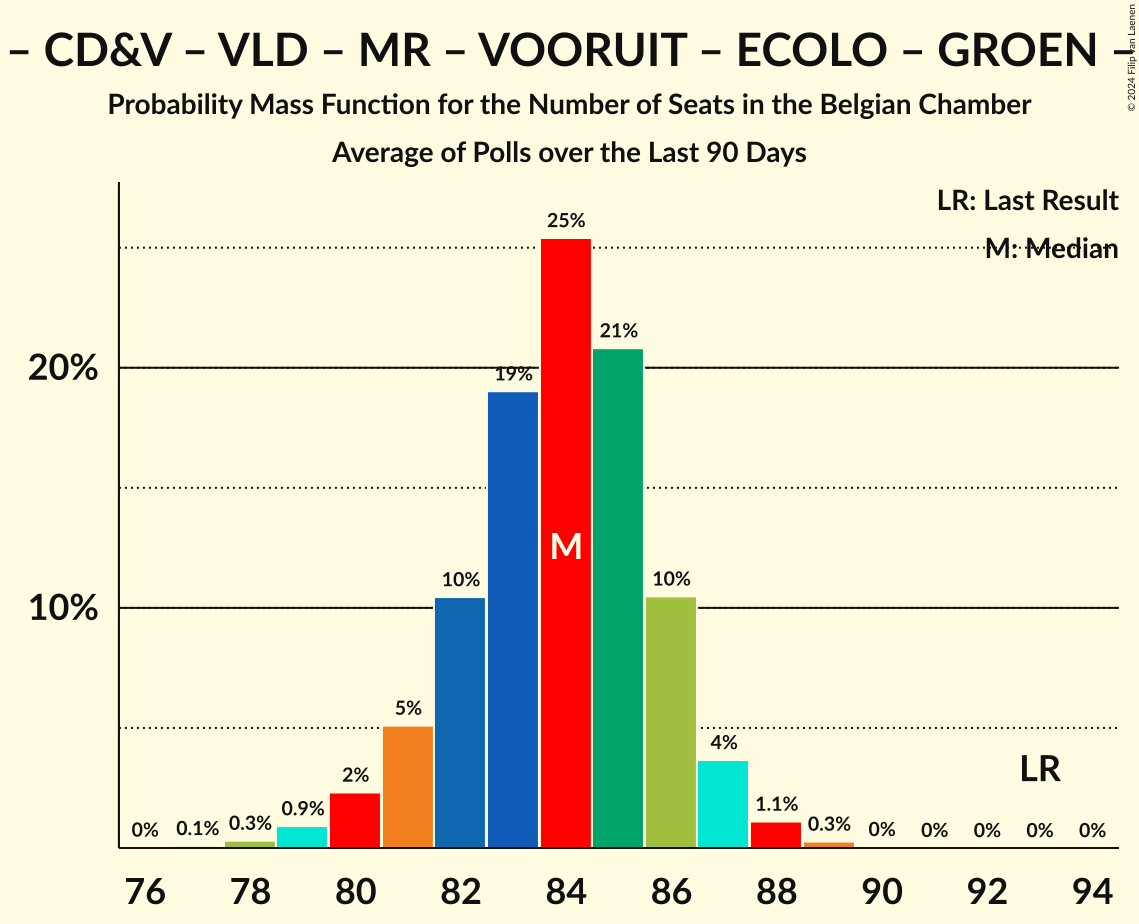 – CD&V – VLD – MR – VOORUIT – ECOLO – GROEN –
Probability Mass Function for the Number of Seats in the Belgian Chamber
Average of Polls over the Last 90 Days
© 2024 Filip van Laenen
LR: Last Result
M: Median
25%
21%
20%
19%
M
10%
10%
10%
5%
4%
LR
2%
1.1%
0.9%
0.3%
0.3%
0.1%
0%
0%
0%
0%
0%
0%
76 78 80 82 84 86 88 90 92 94